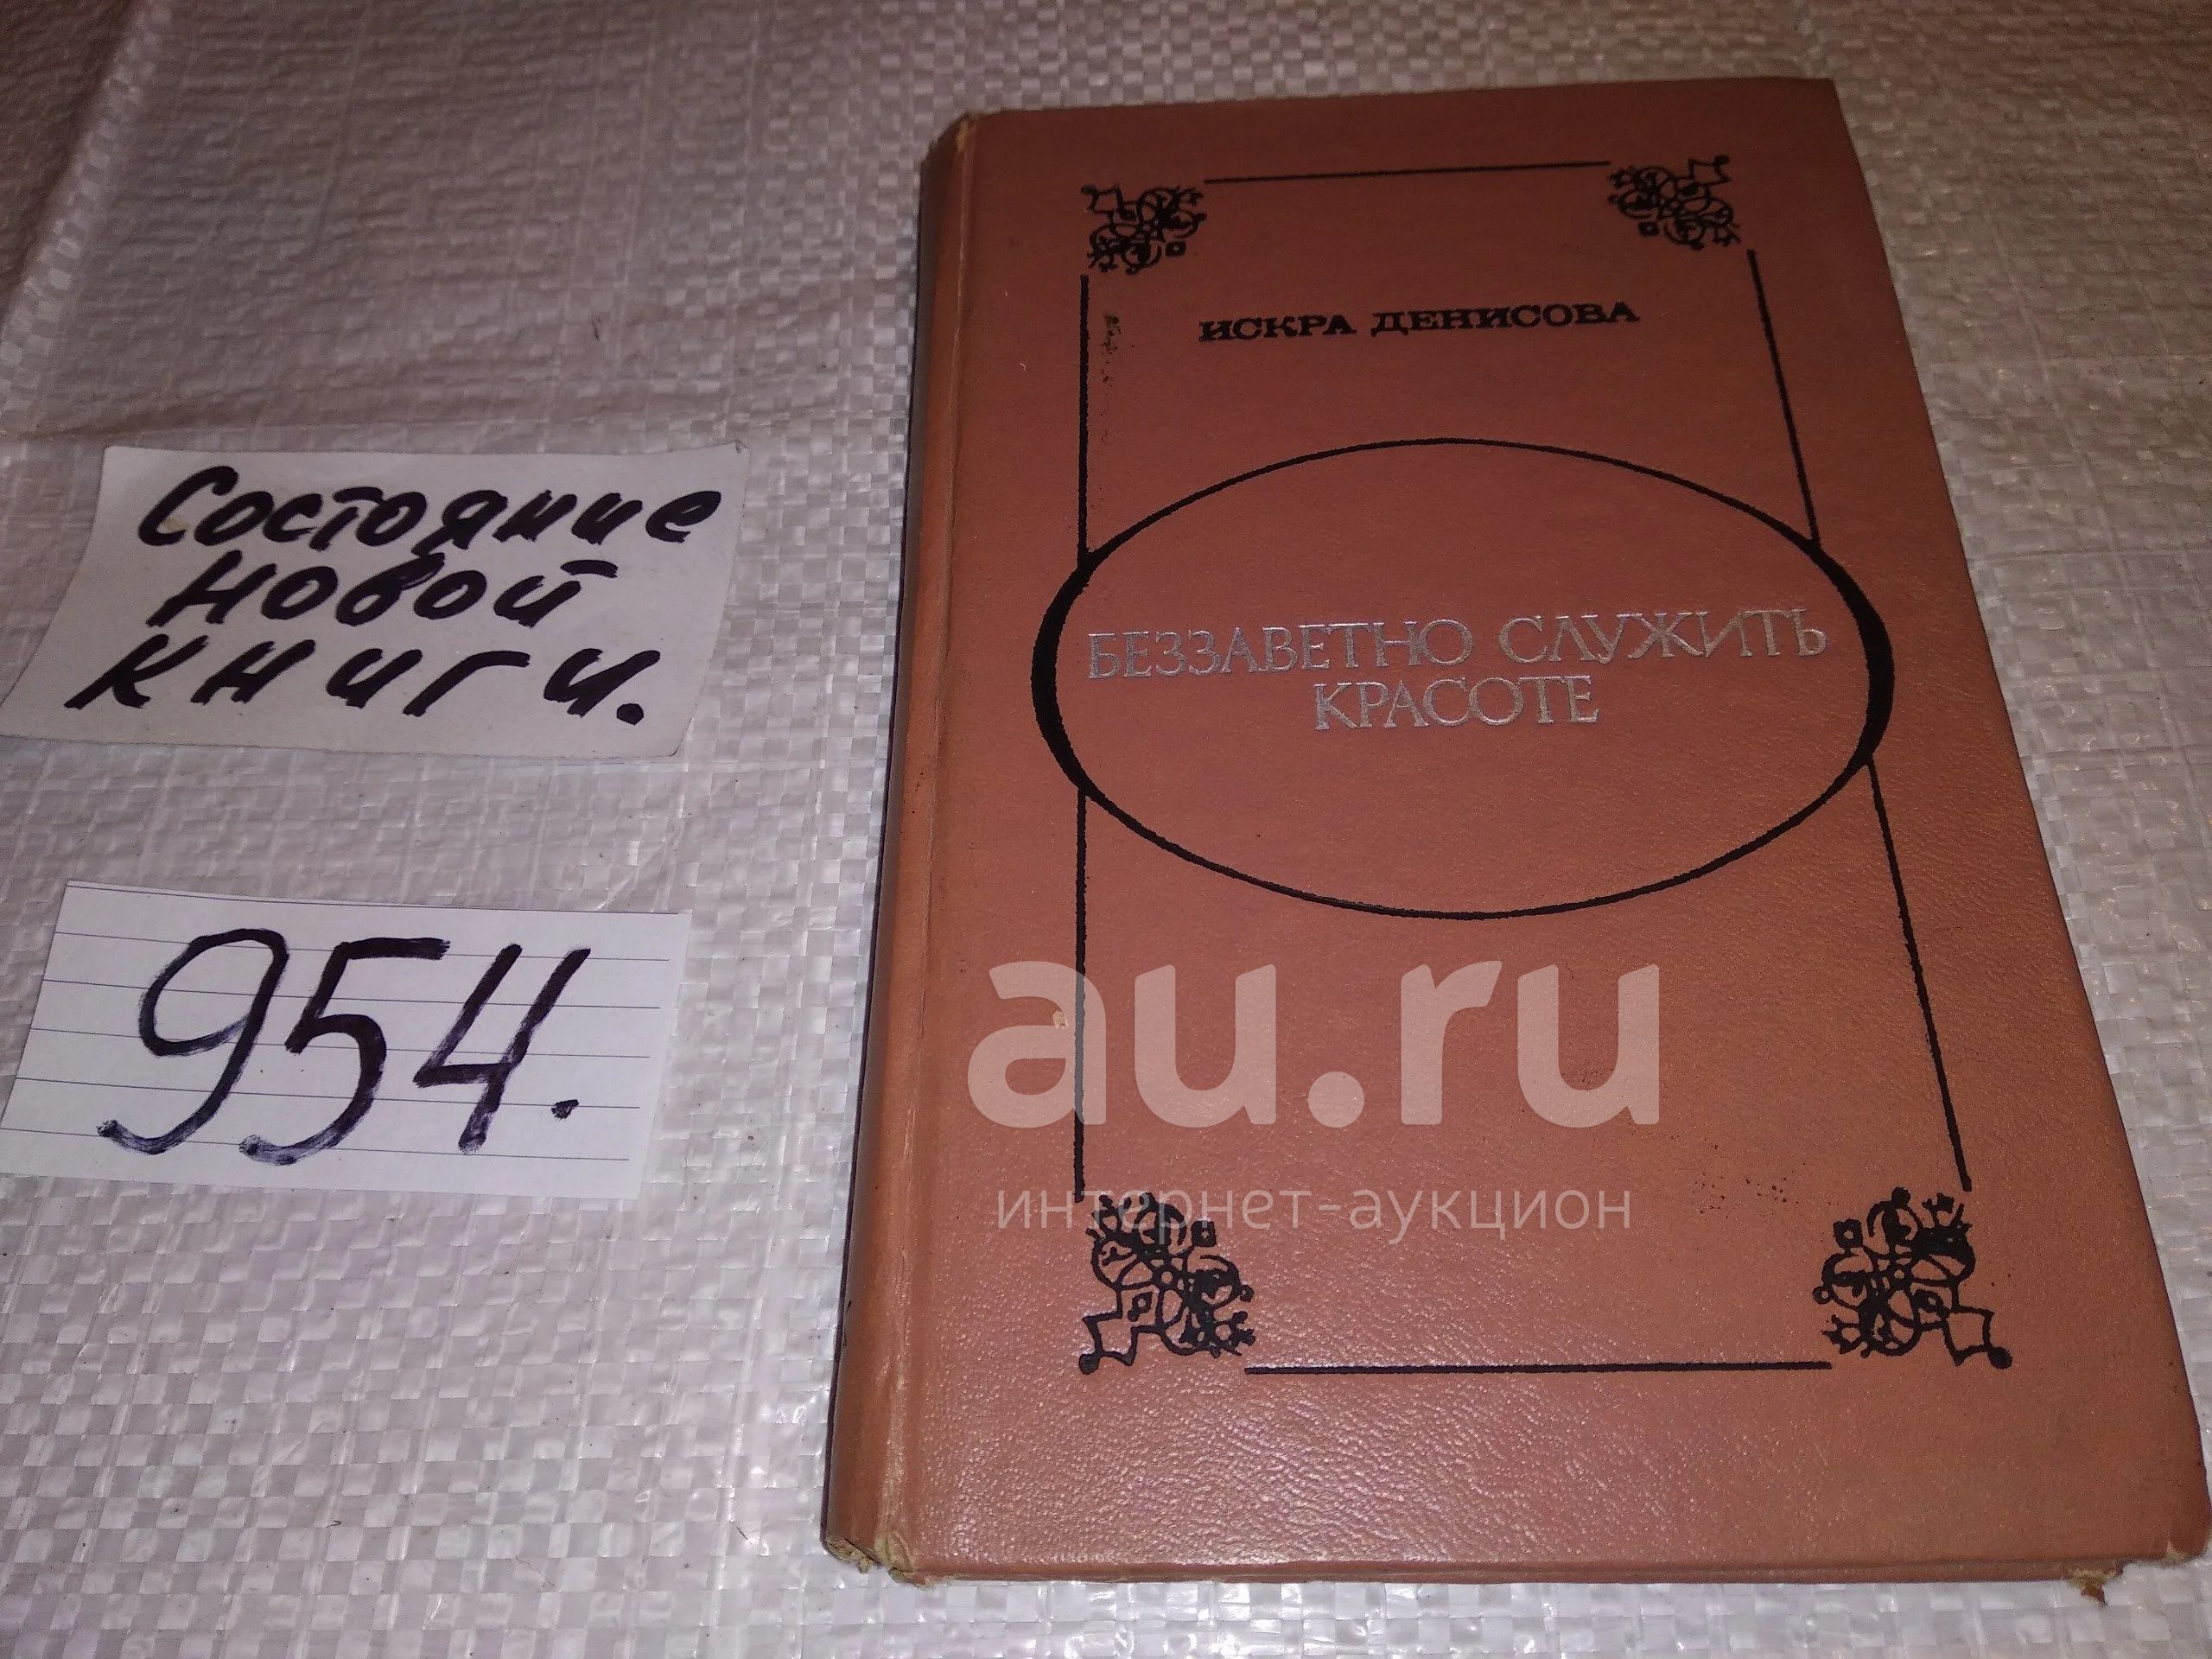 Состояние
новой
книги.
954.
ИСКРА ДЕНИСОВА
БЕЗЗАВЕТНО СЛУЖИТЬ
КРАСОТЕ
au.ru
интернет-аукцион